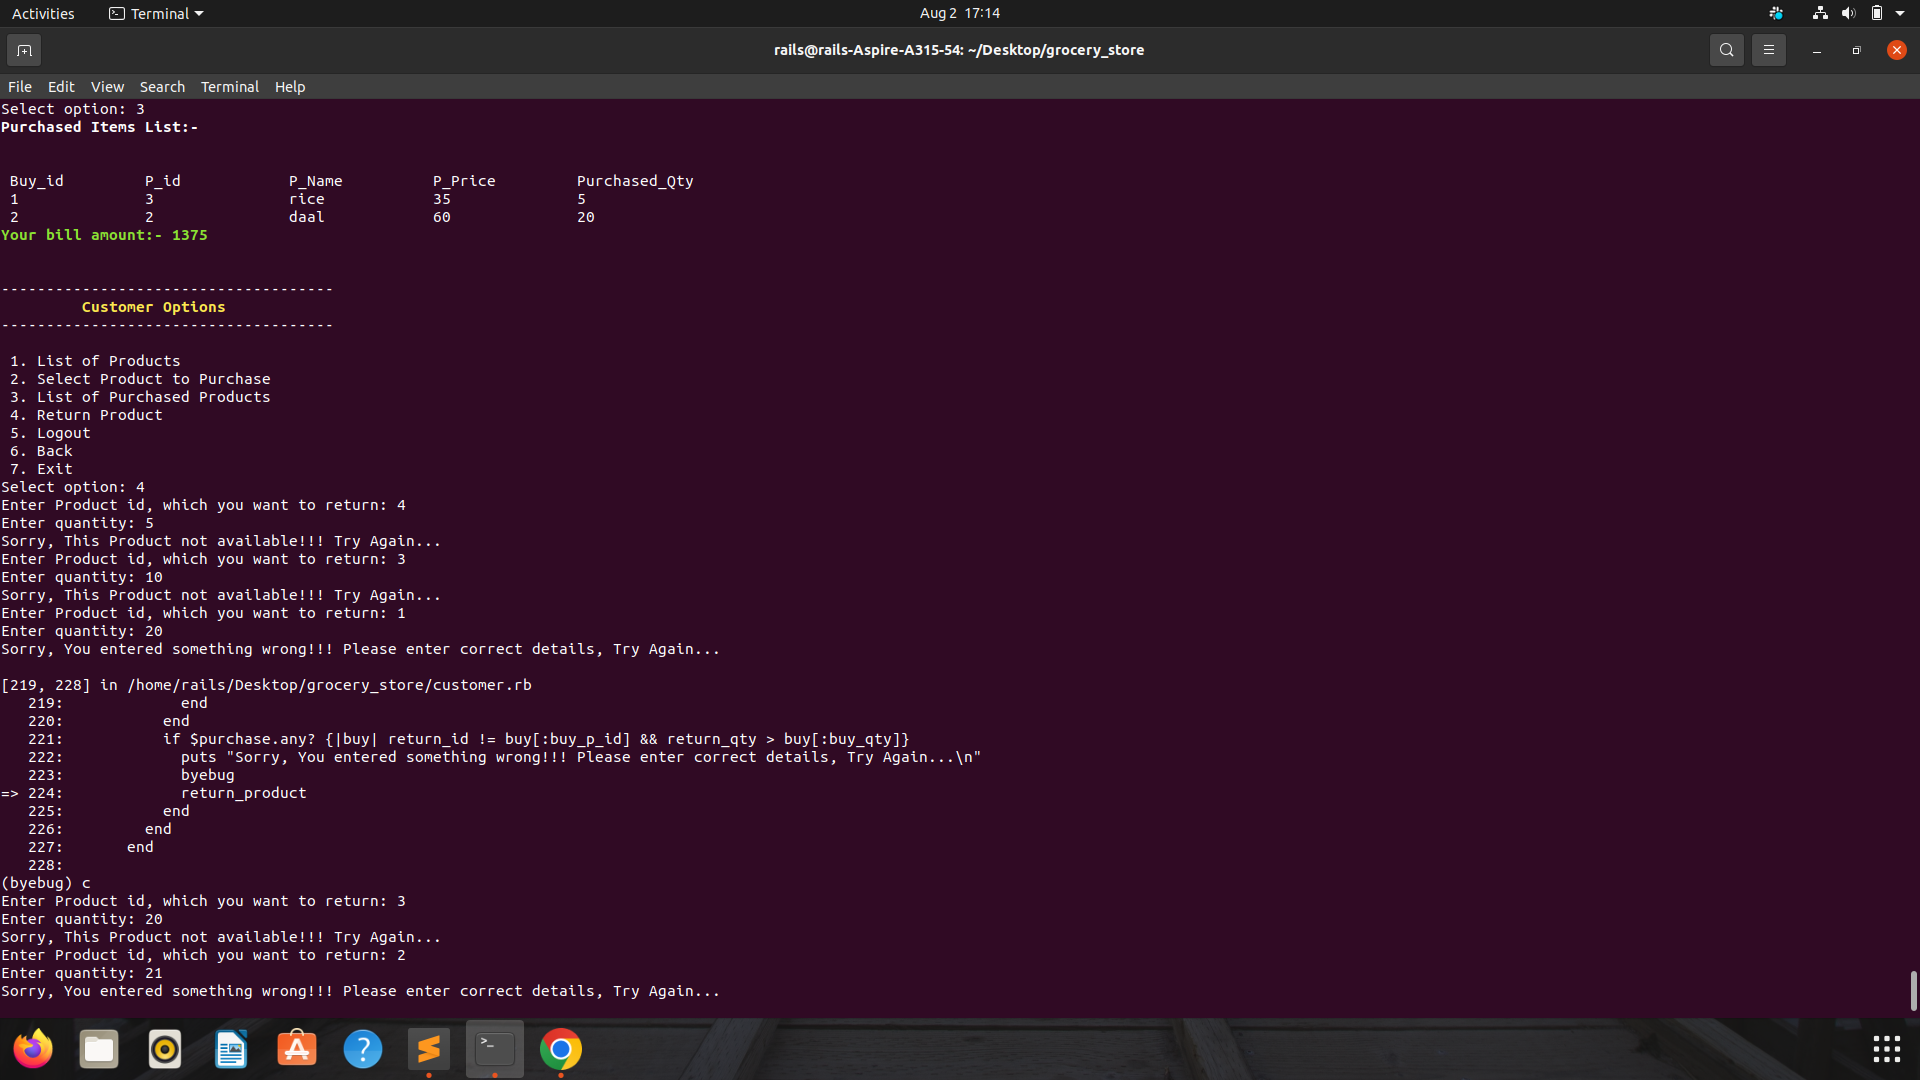 Activities Terminal Aug 2 17:14
rails@rails-Aspire-A315-54: ~/Desktop/grocery_store
File Edit View Search Terminal Help
Select option: 3
Purchased Items List:-
Buy_id P_id P_Name P_Price Purchased_Qty
1 3 rice 35 5
2 2 daal 60 20
Your bill amount:- 1375
-------------------------------------
Customer Options
-------------------------------------
1. List of Products
2. Select Product to Purchase
3. List of Purchased Products
4. Return Product
5. Logout
6. Back
7. Exit
Select option: 4
Enter Product id, which you want to return: 4
Enter quantity: 5
Sorry, This Product not available!!! Try Again...
Enter Product id, which you want to return: 3
Enter quantity: 10
Sorry, This Product not available!!! Try Again...
Enter Product id, which you want to return: 1
Enter quantity: 20
Sorry, You entered something wrong!!! Please enter correct details, Try Again...
[219, 228] in /home/rails/Desktop/grocery_store/customer.rb
219: end
220: end
221: if $purchase.any? {|buy| return_id != buy[:buy_p_id] && return_qty > buy[:buy_qty]}
222: puts "Sorry, You entered something wrong!!! Please enter correct details, Try Again...\n"
223: byebug
=> 224: return_product
225: end
226: end
227: end
228:
(byebug) c
Enter Product id, which you want to return: 3
Enter quantity: 20
Sorry, This Product not available!!! Try Again...
Enter Product id, which you want to return: 2
Enter quantity: 21
Sorry, You entered something wrong!!! Please enter correct details, Try Again...